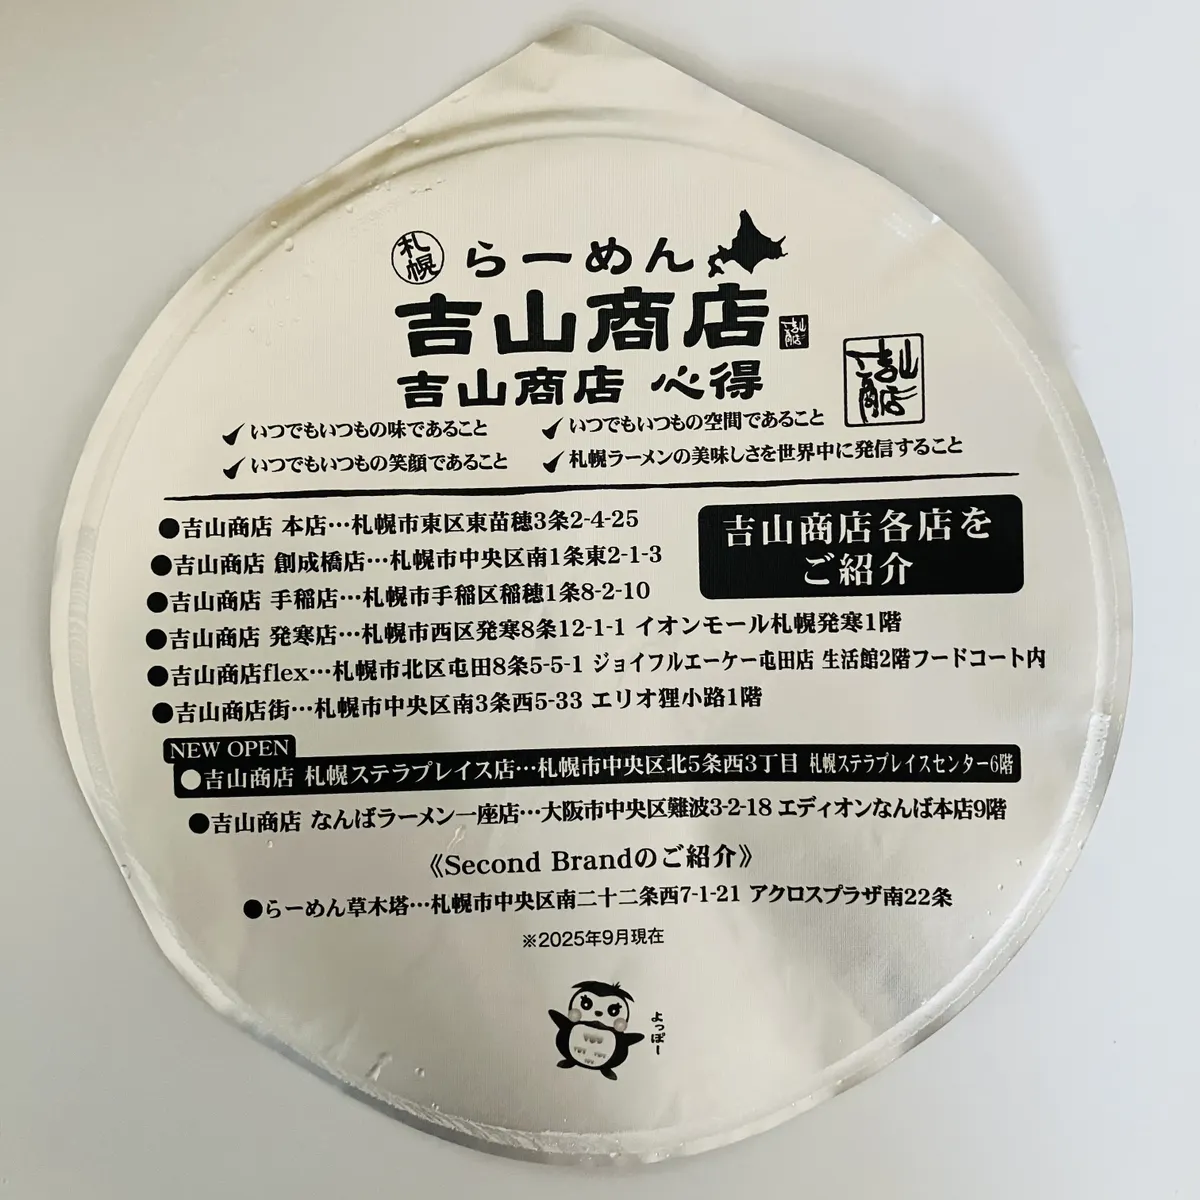 札幌 らーめん
吉山商店
吉山商店 心得
いつでもいつもの味であること
いつでもいつもの空間であること
いつでもいつもの笑顔であること
札幌ラーメンの美味しさを世界中に発信すること
吉山商店各店を
ご紹介
●吉山商店 本店…札幌市東区東苗穂3条2-4-25
●吉山商店 創成橋店…札幌市中央区南1条東2-1-3
●吉山商店 手稲店…札幌市手稲区稲穂1条8-2-10
●吉山商店 発寒店…札幌市西区発寒8条12-1-1 イオンモール札幌発寒1階
●吉山商店flex…札幌市北区屯田8条5-5-1 ジョイフルエーケー屯田店 生活館2階フードコート内
●吉山商店街…札幌市中央区南3条西5-33 エリオ狸小路1階
NEW OPEN
●吉山商店 札幌ステラプレイス店…札幌市中央区北5条西3丁目 札幌ステラプレイスセンター6階
●吉山商店 なんばラーメン一座店…大阪市中央区難波3-2-18 エディオンなんば本店9階
《Second Brandのご紹介》
●らーめん草木塔…札幌市中央区南二十二条西7-1-21 アクロスプラザ南22条
※2025年9月現在
よっぽー